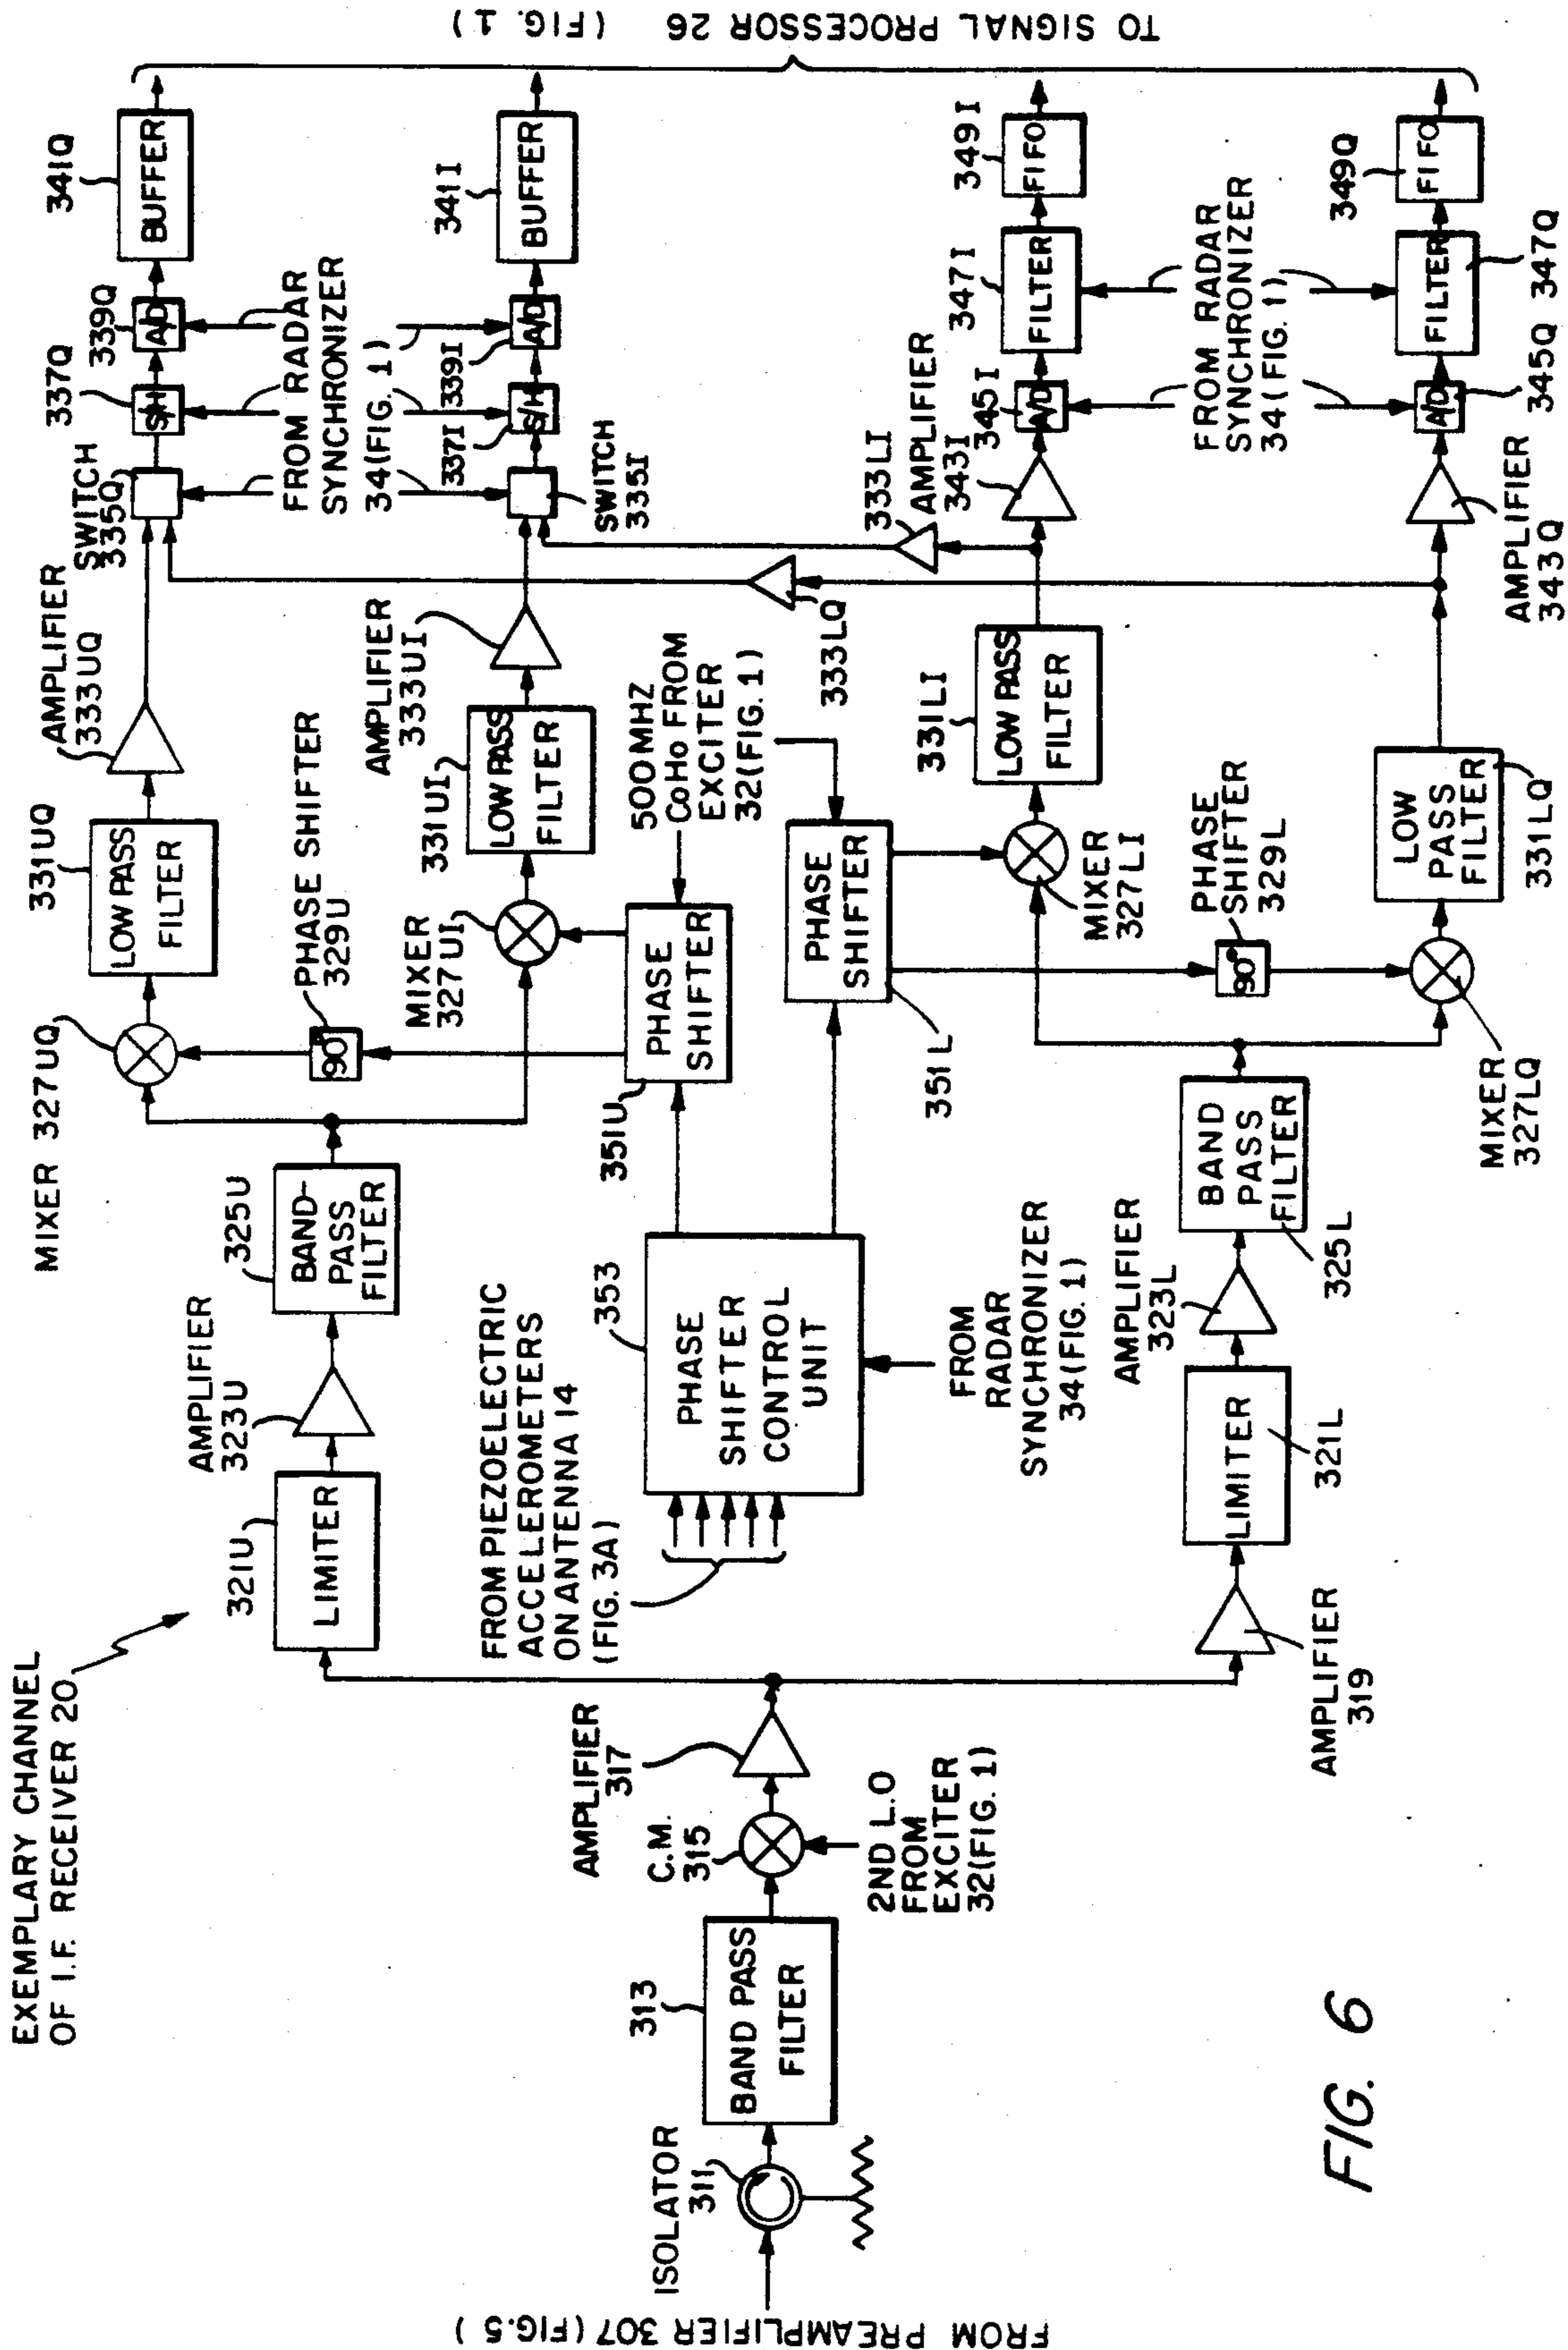 EXEMPLARY CHANNEL
OF I.F. RECEIVER 20
FROM PREAMPLIFIER 307 (FIG.5)
ISOLATOR
311
313
BAND PASS
FILTER
C.M.
315
2ND L.O
FROM
EXCITER
32(FIG.1)
AMPLIFIER
317
321U
LIMITER
AMPLIFIER
323U
325U
BAND-
PASS
FILTER
MIXER 327UQ
90°
PHASE SHIFTER
329U
331UQ
LOW PASS
FILTER
AMPLIFIER
333UQ
SWITCH
335Q
337Q
S/H
339Q
A/D
341Q
BUFFER
FROM RADAR
SYNCHRONIZER
34(FIG. 1)
MIXER
327UI
331UI
LOW PASS
FILTER
AMPLIFIER
333UI
SWITCH
335I
337I
S/H
339I
A/D
341I
BUFFER
FROM PIEZOELECTRIC
ACCELEROMETERS
ON ANTENNA 14
(FIG. 3A)
353
PHASE
SHIFTER
CONTROL
UNIT
FROM
RADAR
SYNCHRONIZER
34(FIG.1)
351U
PHASE
SHIFTER
500MHZ
CoHo FROM
EXCITER
32(FIG.1)
PHASE
SHIFTER
351L
333LQ
333LI
AMPLIFIER
319
LIMITER
321L
AMPLIFIER
323L
BAND
PASS
FILTER
325L
MIXER
327LI
331LI
LOW PASS
FILTER
AMPLIFIER
343I
345I
A/D
347I
FILTER
349I
FIFO
FROM RADAR
SYNCHRONIZER
34(FIG.1)
90°
PHASE
SHIFTER
329L
MIXER
327LQ
LOW
PASS
FILTER
331LQ
AMPLIFIER
343Q
A/D
345Q
FILTER
347Q
349Q
FIFO
TO SIGNAL PROCESSOR 26 (FIG. 1)
FIG. 6